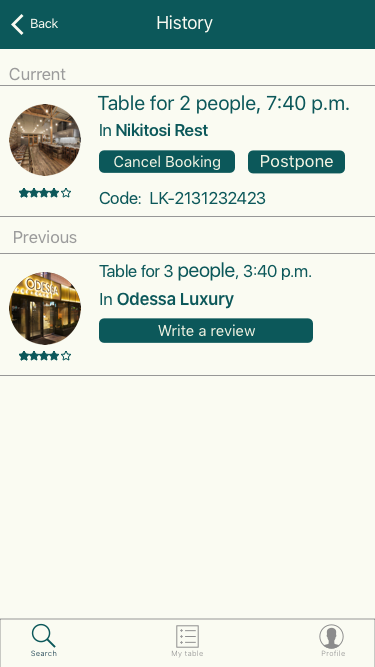 Back
History
Current
Table for 2 people, 7:40 p.m.
In Nikitosi Rest
Cancel Booking
Postpone
Code: LK-2131232423
Previous
ODESSA
Table for 3 people, 3:40 p.m.
In Odessa Luxury
Write a review
Search
My table
Profile